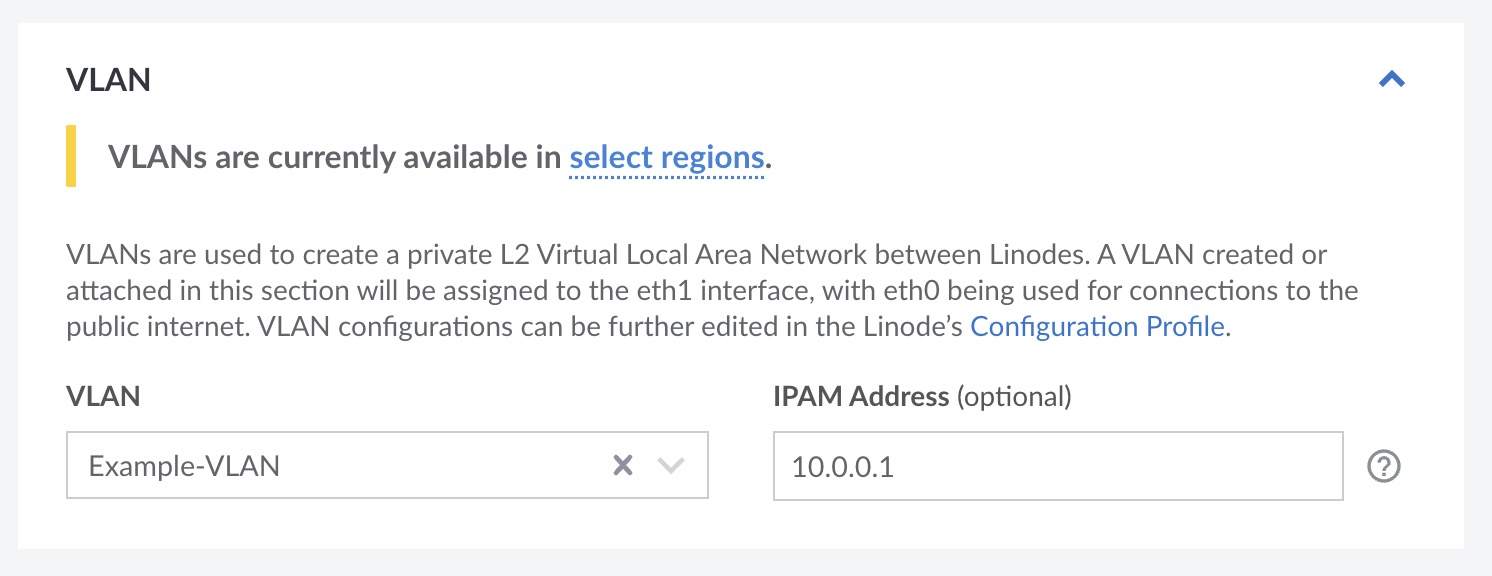 VLAN
VLANs are currently available in select regions.
VLANs are used to create a private L2 Virtual Local Area Network between Linodes. A VLAN created or
attached in this section will be assigned to the eth1 interface, with eth0 being used for connections to the
public internet. VLAN configurations can be further edited in the Linode’s Configuration Profile.
VLAN
IPAM Address (optional)
Example-VLAN
10.0.0.1